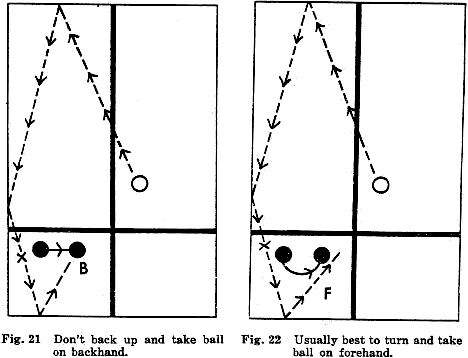 B
F
Fig. 21 Don't back up and take ball
on backhand.
Fig. 22 Usually best to turn and take
ball on forehand.